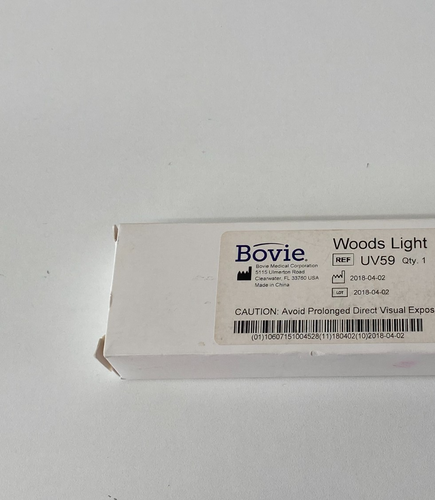 Bovie
Bovie Medical Corporation
5115 Ulmerton Road
Clearwater, FL 33760 USA
Made in China
Woods Light
REF UV59 Qty. 1
2018-04-02
LOT 2018-04-02
CAUTION: Avoid Prolonged Direct Visual Expos
(01)10607151004528(11)180402(10)2018-04-02